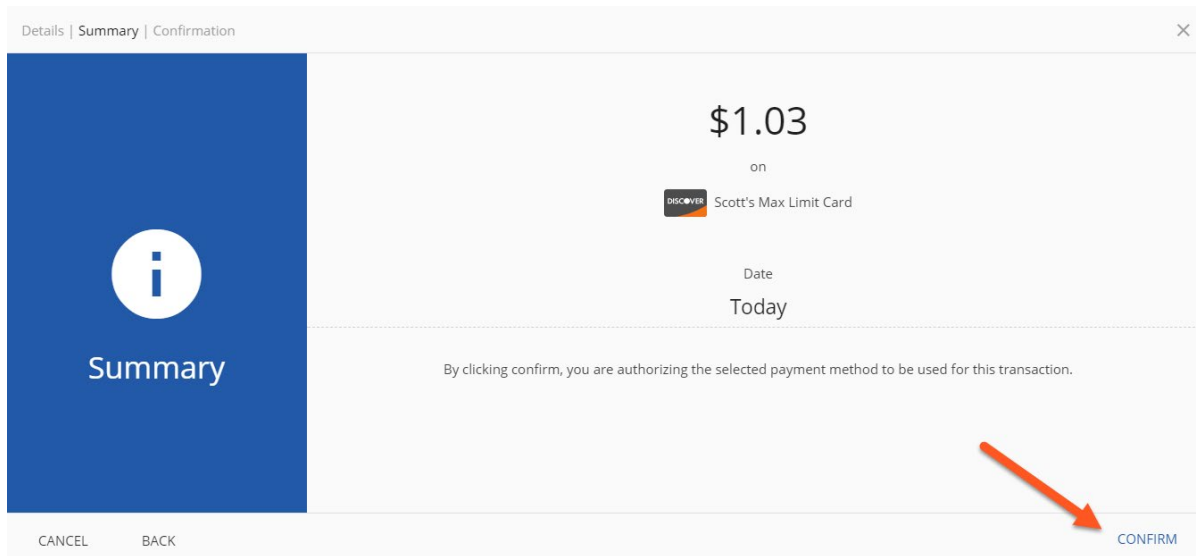 Details | Summary | Confirmation
$1.03
on
DISCOVER Scott's Max Limit Card
Date
Today
i
Summary
By clicking confirm, you are authorizing the selected payment method to be used for this transaction.
CANCEL BACK CONFIRM